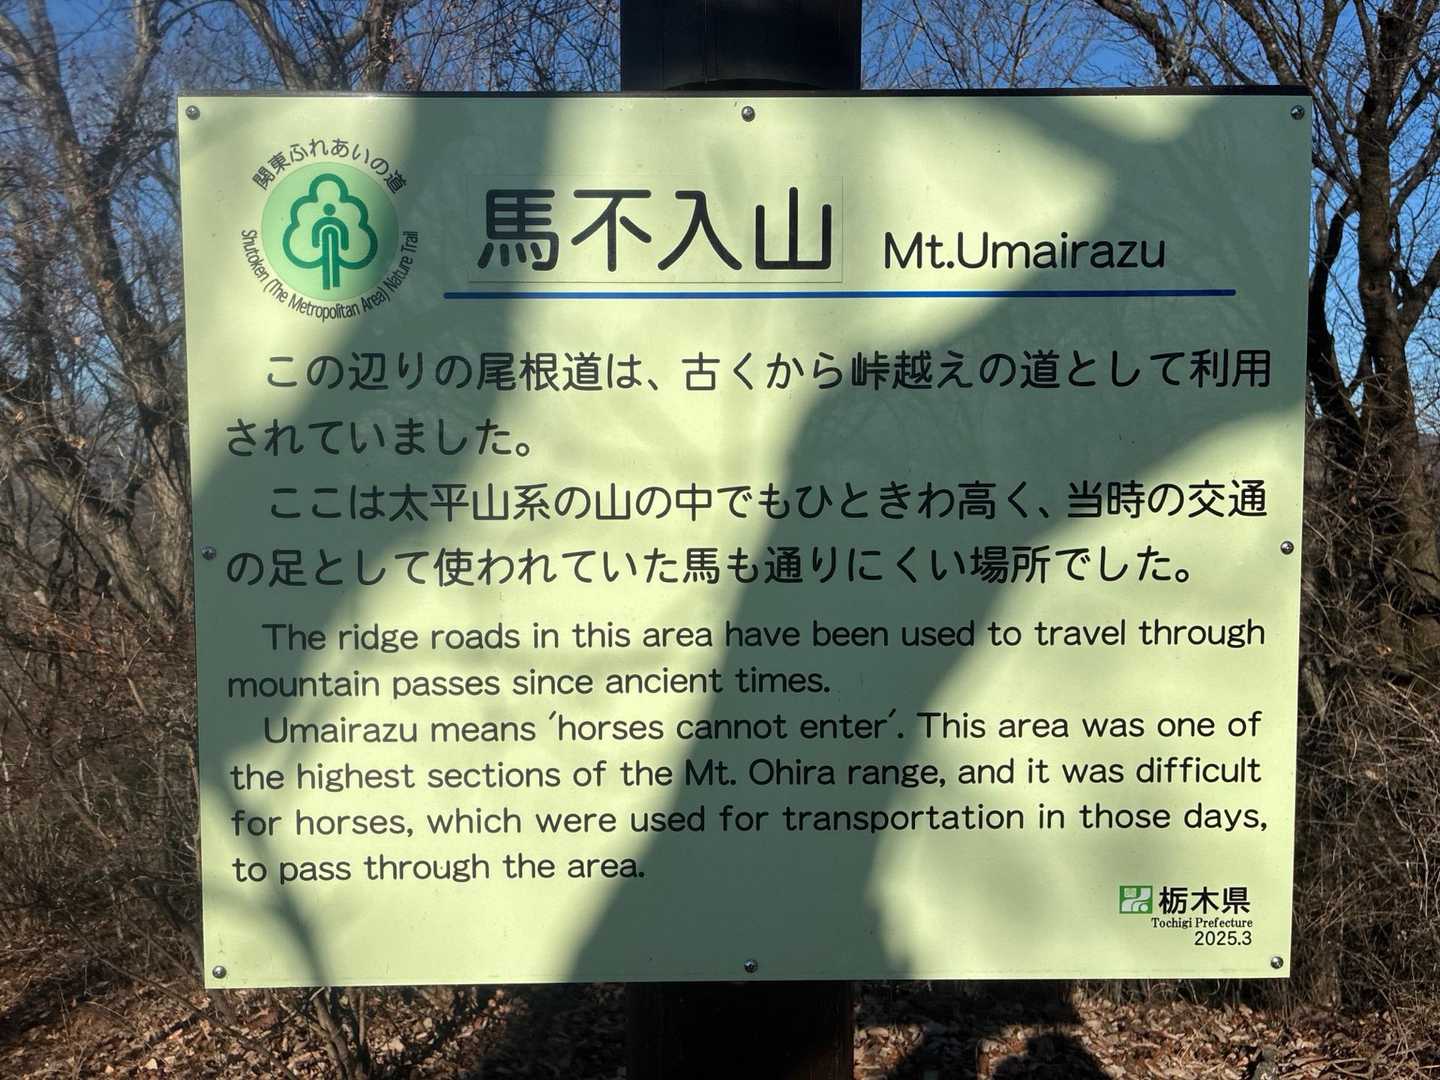 関東ふれあいの道
Shutoken (The Metropolitan Area) Nature Trail
馬不入山 Mt.Umairazu
この辺りの尾根道は、古くから峠越えの道として利用
されていました。
ここは太平山系の山の中でもひときわ高く、当時の交通
の足として使われていた馬も通りにくい場所でした。
The ridge roads in this area have been used to travel through
mountain passes since ancient times.
Umairazu means ′horses cannot enter′. This area was one of
the highest sections of the Mt. Ohira range, and it was difficult
for horses, which were used for transportation in those days,
to pass through the area.
栃木県
Tochigi Prefecture
2025.3